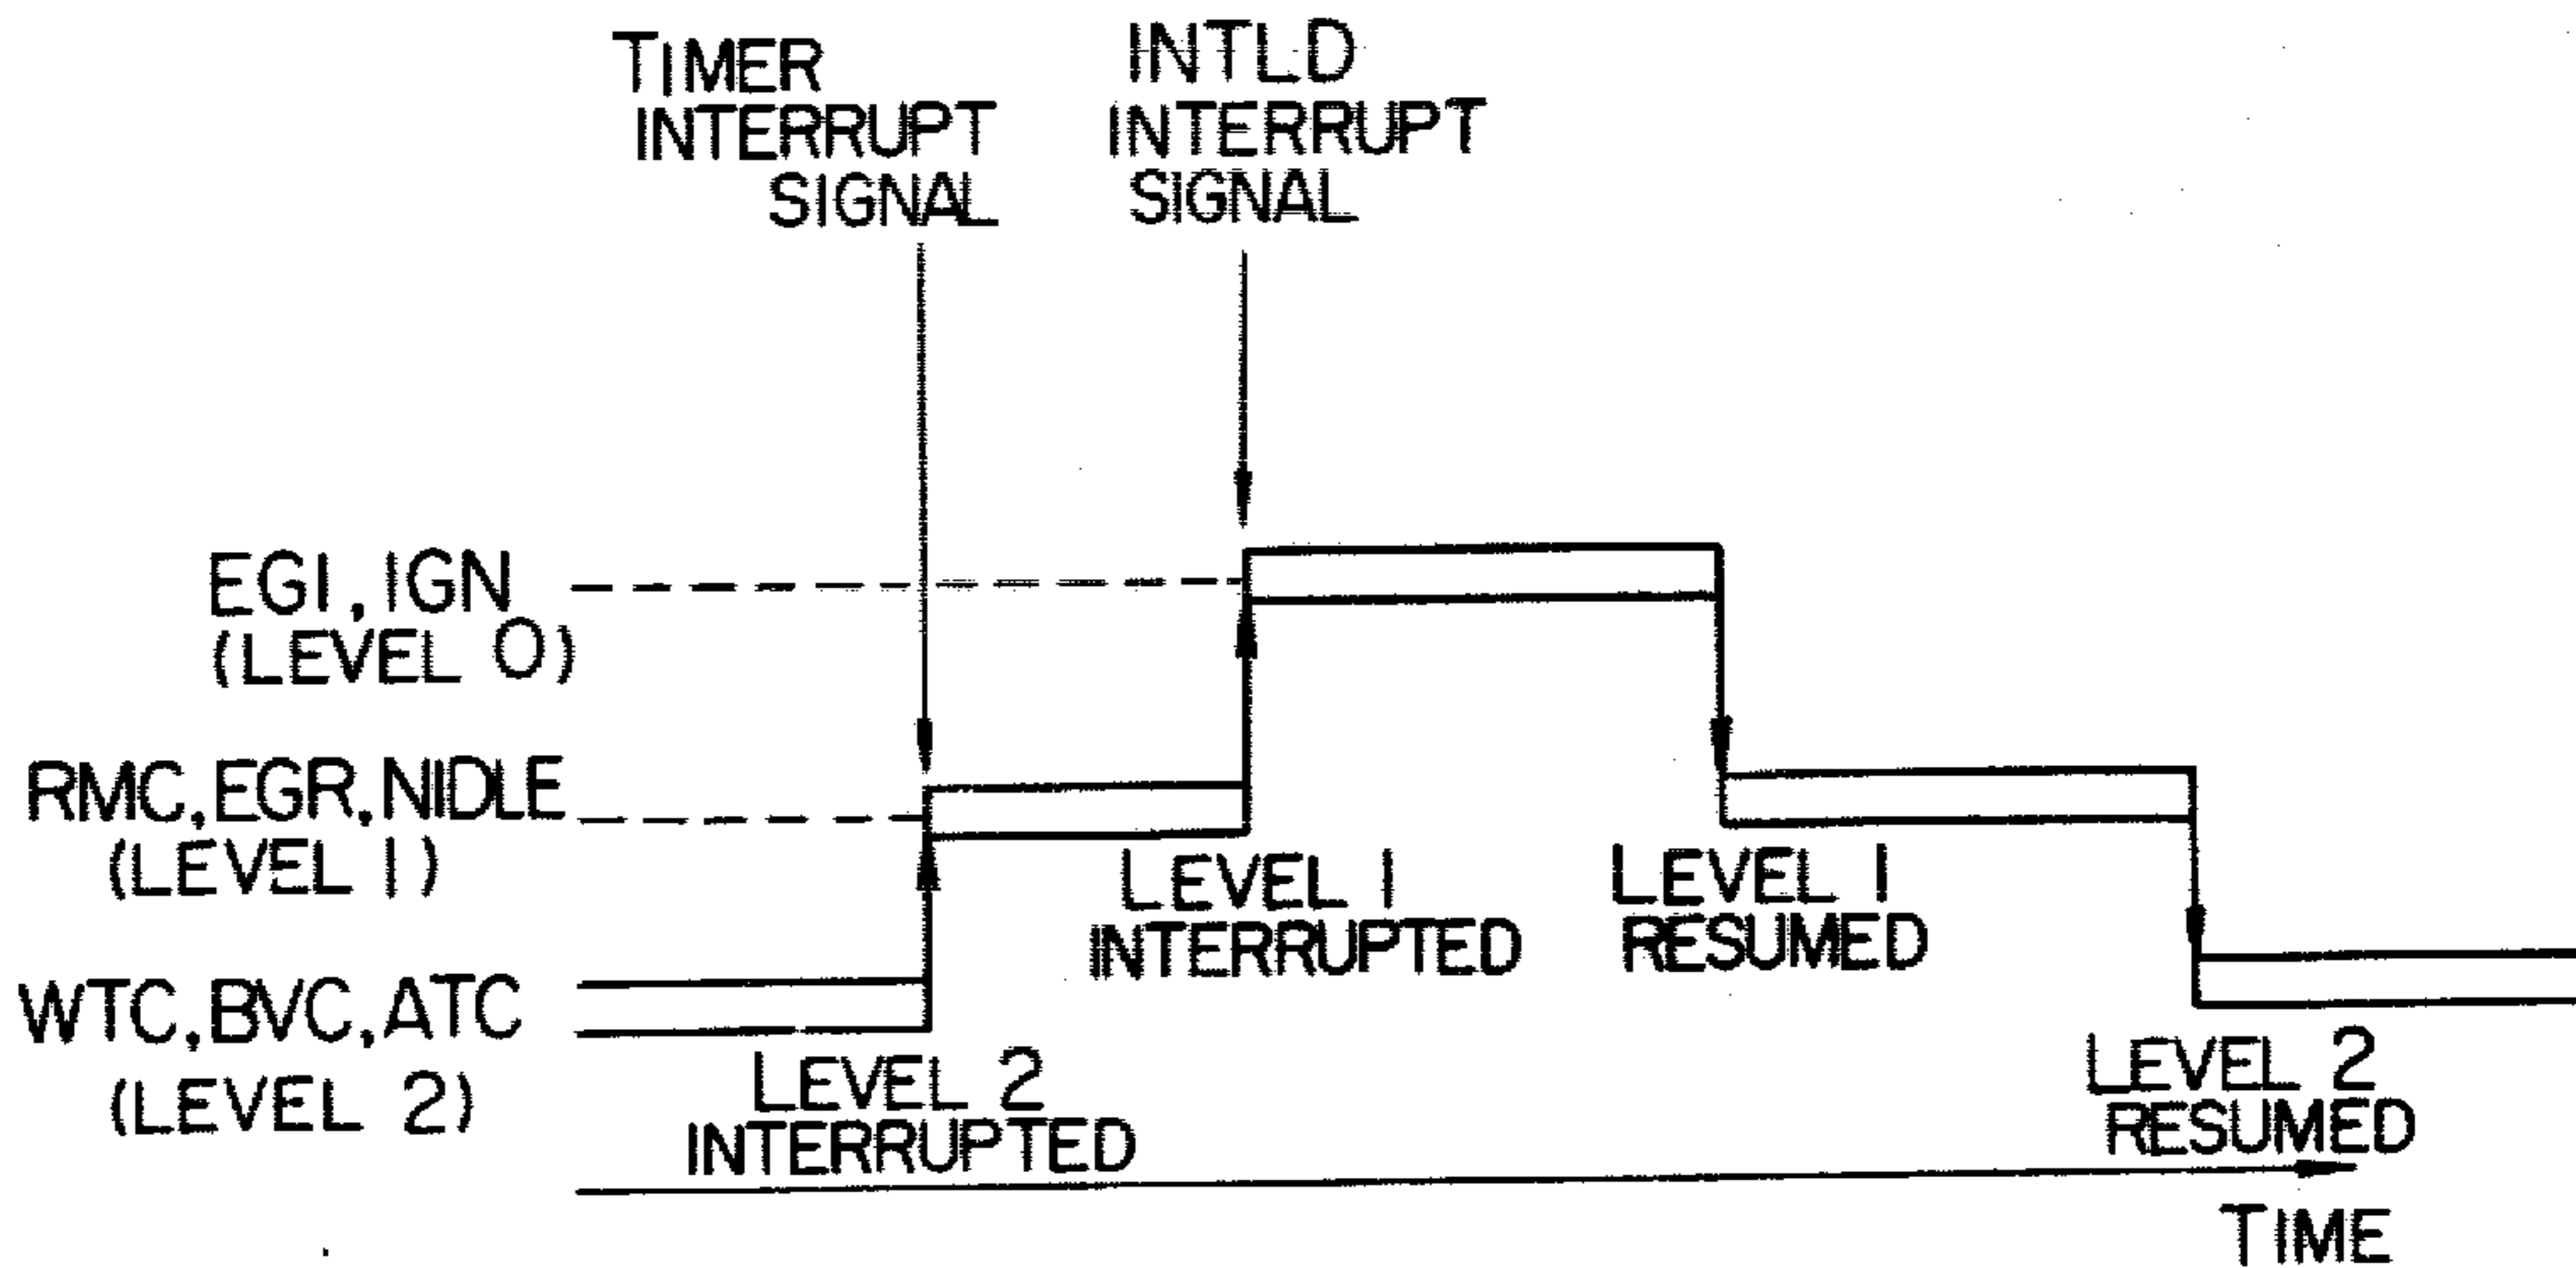 TIMER
INTERRUPT
SIGNAL
INTLD
INTERRUPT
SIGNAL
EGI, IGN
(LEVEL 0)
RMC, EGR, NIDLE
(LEVEL 1)
WTC, BVC, ATC
(LEVEL 2)
LEVEL 1
INTERRUPTED
LEVEL 1
RESUMED
LEVEL 2
INTERRUPTED
LEVEL 2
RESUMED
TIME